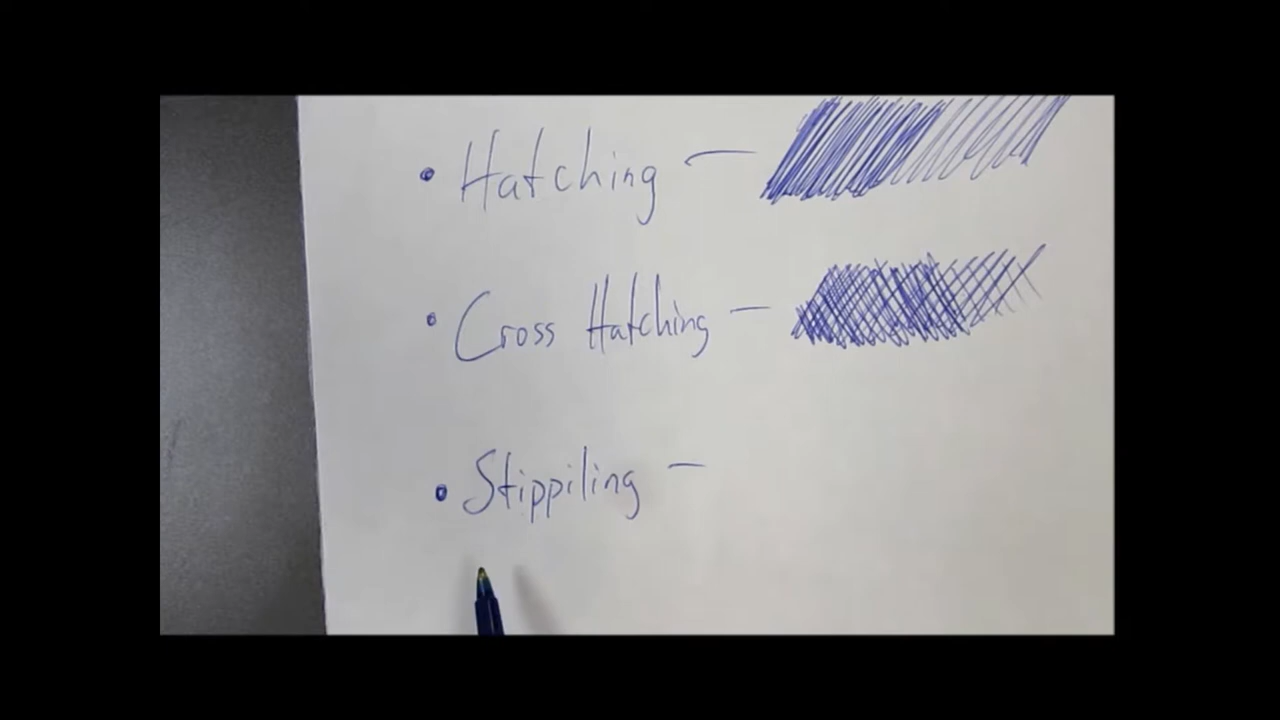 • Hatching —
• Cross Hatching —
• Stippiling —